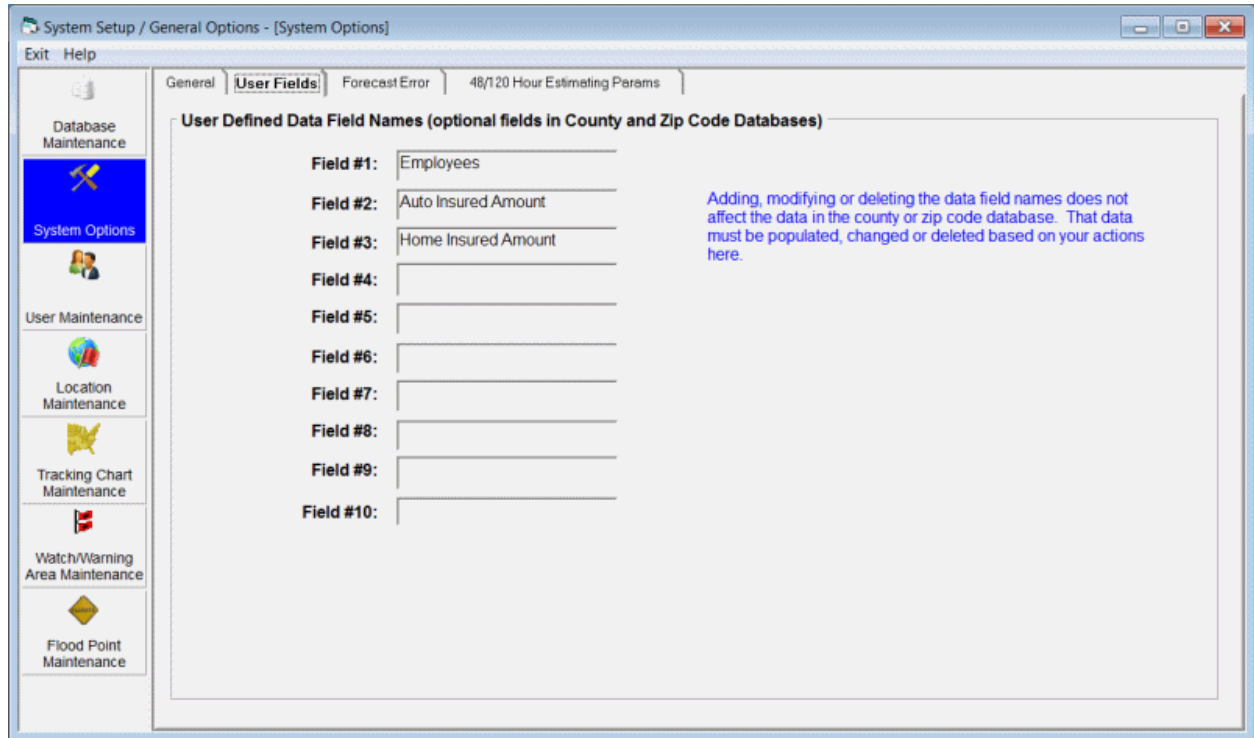 System Setup / General Options - [System Options]
Exit Help
Database
Maintenance
System Options
User Maintenance
Location
Maintenance
Tracking Chart
Maintenance
Watch/Warning
Area Maintenance
Flood Point
Maintenance
General User Fields Forecast Error 48/120 Hour Estimating Params
User Defined Data Field Names (optional fields in County and Zip Code Databases)
Field #1: Employees
Field #2: Auto Insured Amount
Field #3: Home Insured Amount
Field #4:
Field #5:
Field #6:
Field #7:
Field #8:
Field #9:
Field #10:
Adding, modifying or deleting the data field names does not
affect the data in the county or zip code database. That data
must be populated, changed or deleted based on your actions
here.